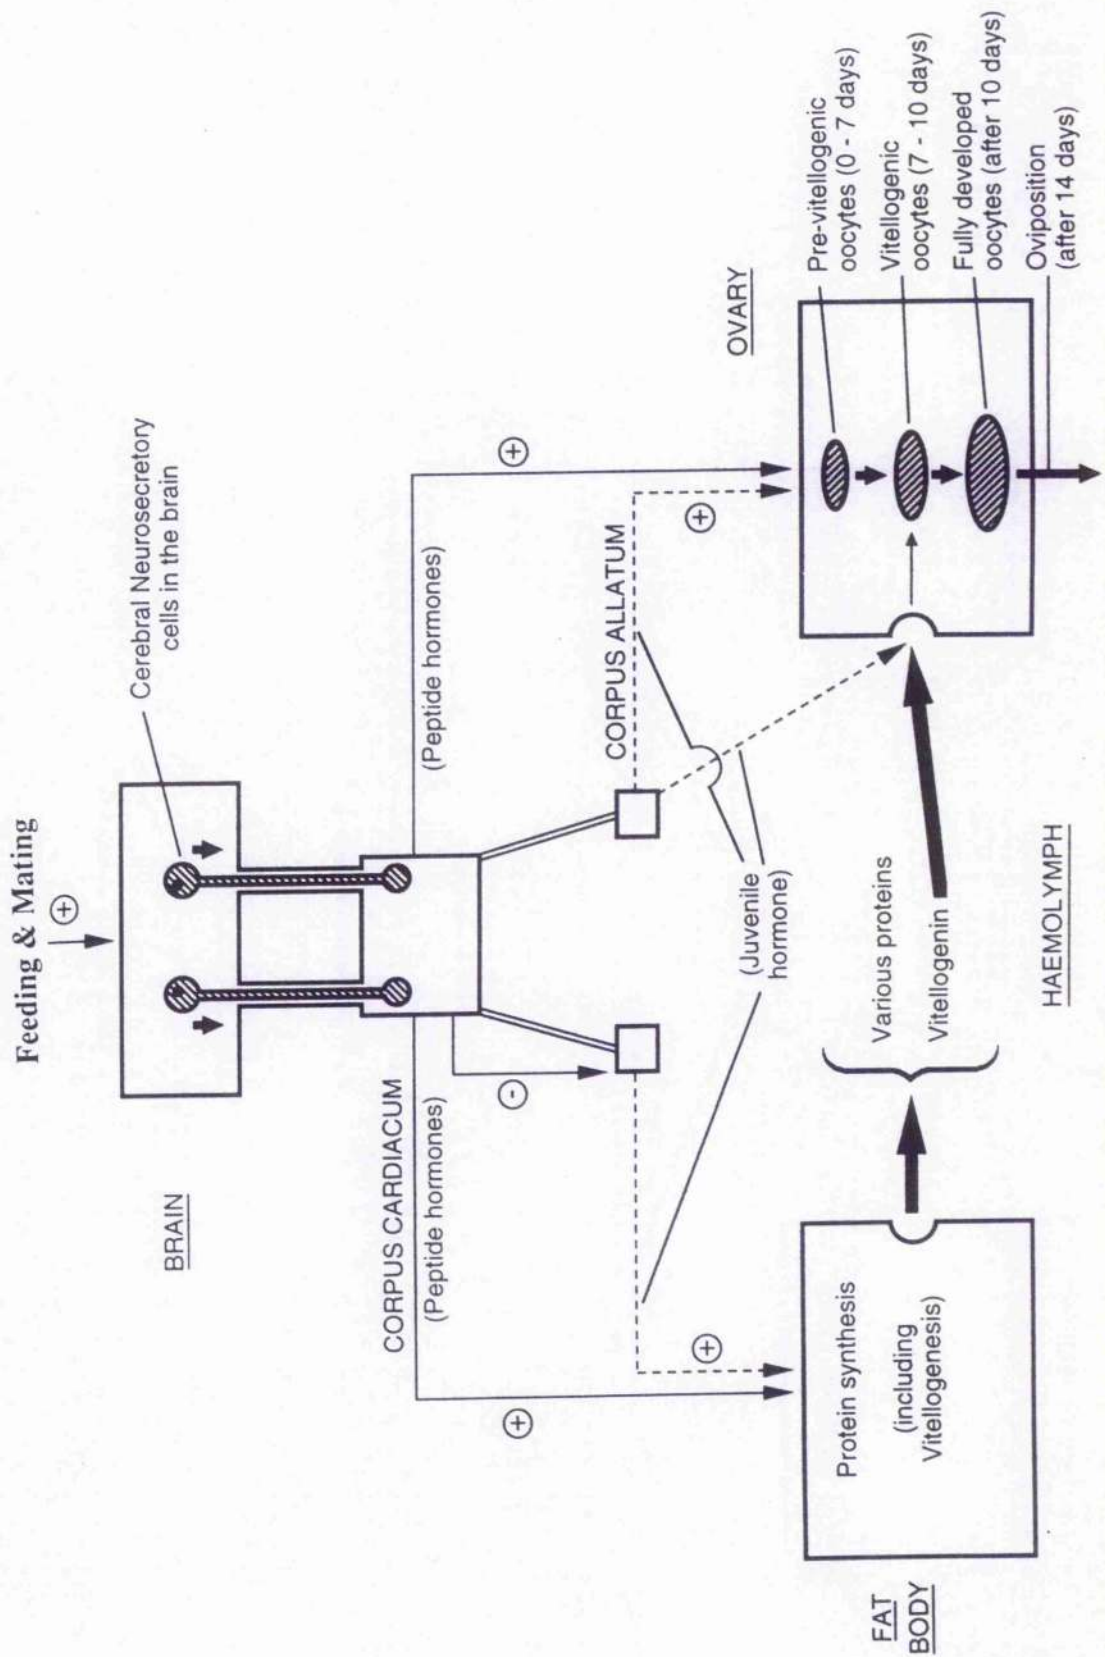 Feeding & Mating
+
Cerebral Neurosecretory
cells in the brain
BRAIN
CORPUS CARDIACUM
(Peptide hormones)
(Peptide hormones)
+
+
-
CORPUS ALLATUM
+
+
(Juvenile
hormone)
OVARY
Pre-vitellogenic
oocytes (0 - 7 days)
Vitellogenic
oocytes (7 - 10 days)
Fully developed
oocytes (after 10 days)
Oviposition
(after 14 days)
Protein synthesis
(including
Vitellogenesis)
Various proteins
Vitellogenin
FAT
BODY
HAEMOLYMPH